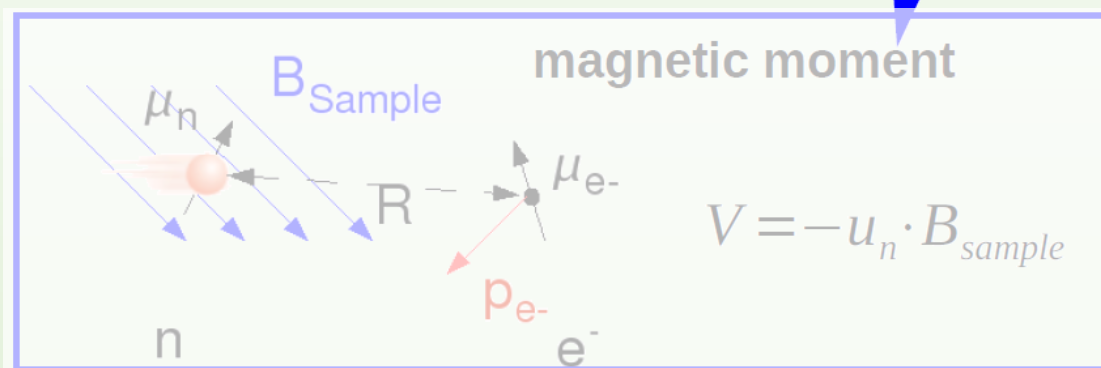 magnetic moment
B_Sample
μ_n
μ_e-
R
V = −u_n · B_sample
p_e-
n
e⁻